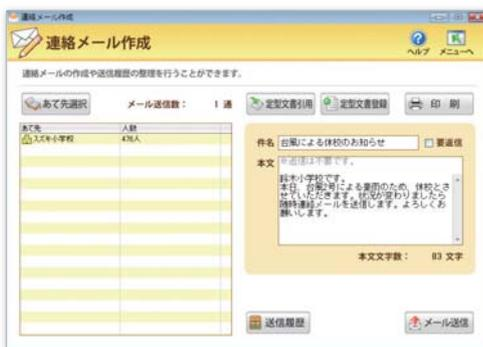 連絡メール作成
連絡メール作成
ヘルプ メニューへ
連絡メールの作成や送信履歴の整理を行うことができます。
あて先選択 メール送信数: 1 通 定型文書引用 定型文書登録 印 刷
あて先 人数
スズキ小学校 476人
件名 台風による休校のお知らせ 要返信
本文 ※返信は不要です。
鈴木小学校です。
本日、台風2号による豪雨のため、休校とさ
せていただきます。状況が変わりましたら
随時連絡メールを送信します。よろしくお
願いします。
本文文字数: 83 文字
送信履歴 メール送信